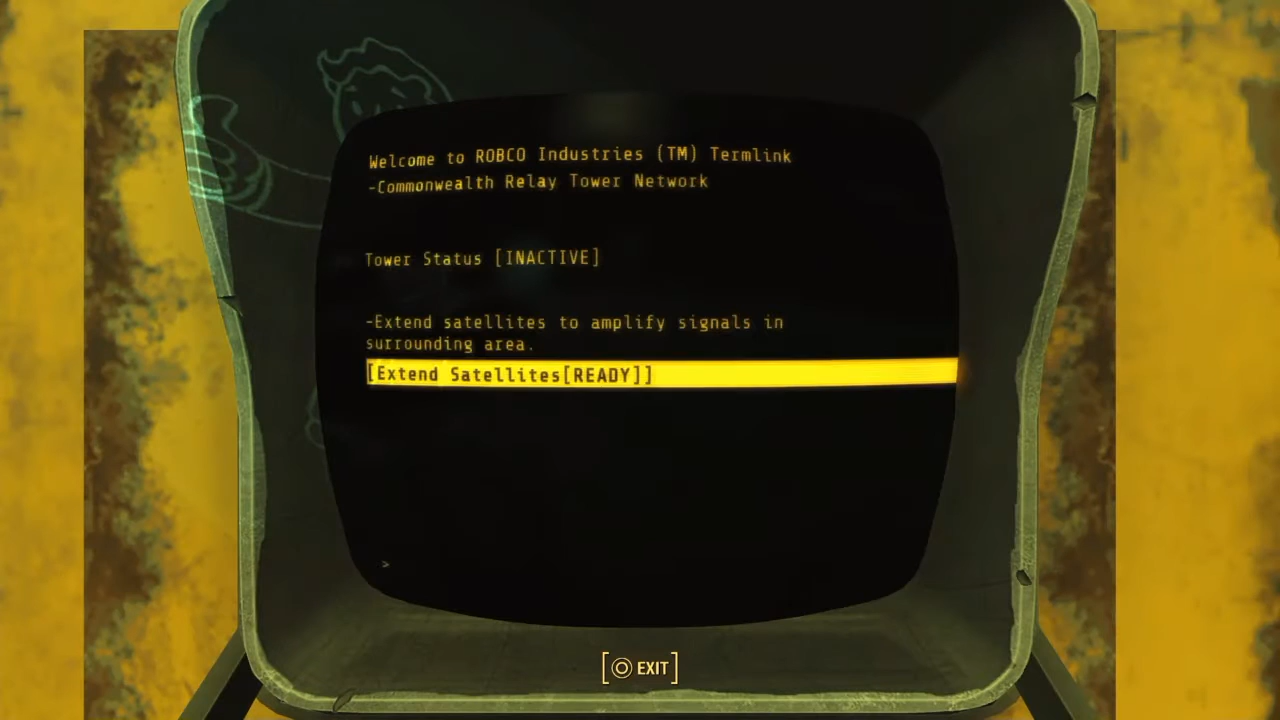 Welcome to ROBCO Industries (TM) Termlink
-Commonwealth Relay Tower Network
Tower Status [INACTIVE]
-Extend satellites to amplify signals in
surrounding area.
[Extend Satellites[READY]]
>
[EXIT]